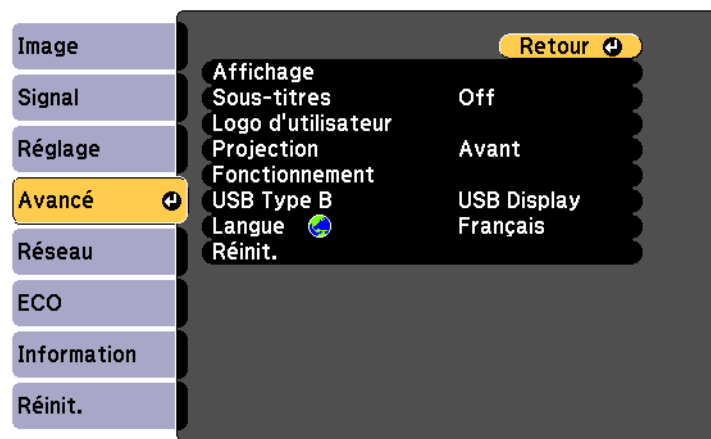 Image
Signal
Réglage
Avancé
Réseau
ECO
Information
Réinit.
Retour
Affichage
Sous-titres Off
Logo d'utilisateur
Projection Avant
Fonctionnement
USB Type B USB Display
Langue Français
Réinit.